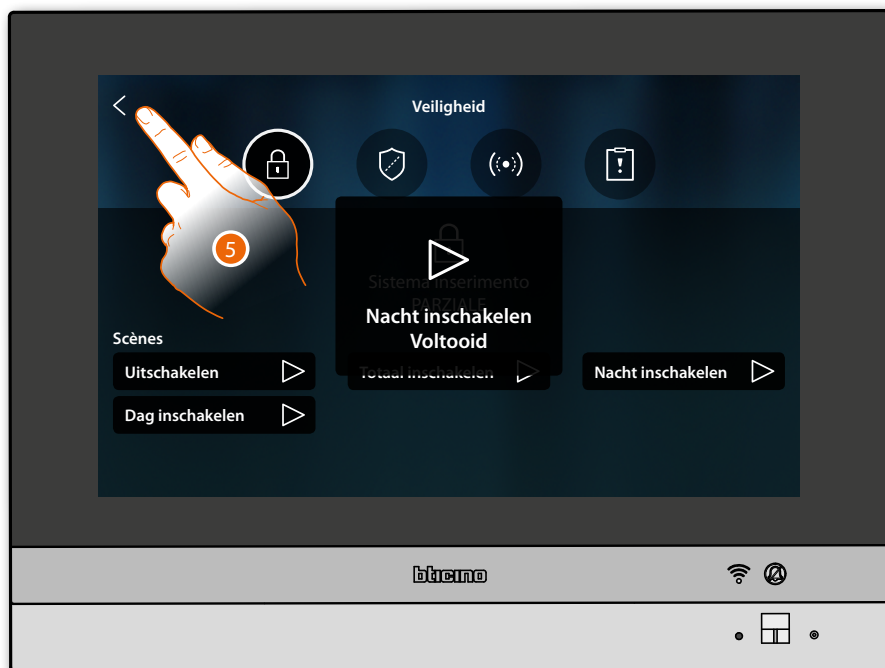 Veiligheid
5
Sistema inserimento
PARZIALE
Nacht inschakelen
Voltooid
Scènes
Uitschakelen
Totaal inschakelen
Nacht inschakelen
Dag inschakelen
bticino